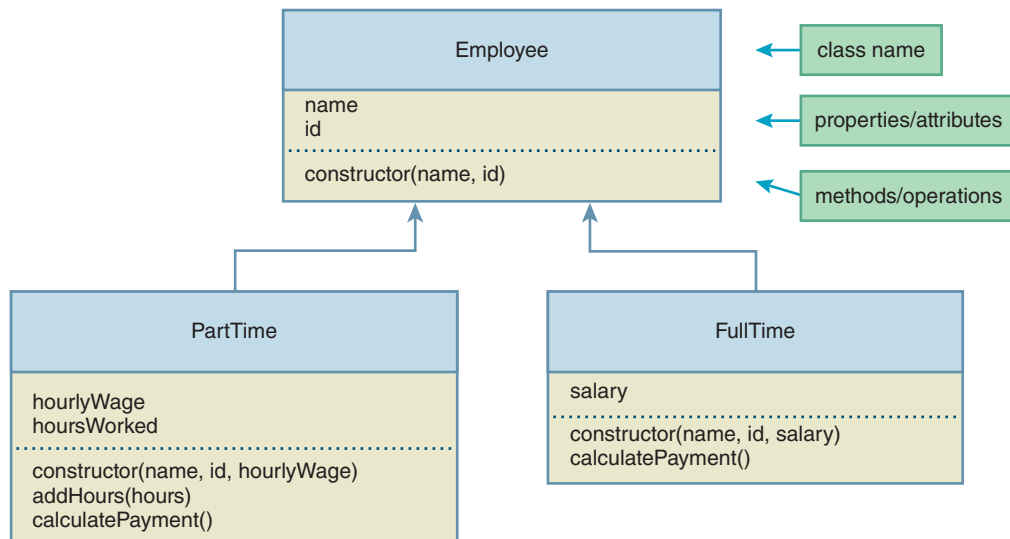 Employee
class name
name
id
properties/attributes
constructor(name, id)
methods/operations
PartTime
hourlyWage
hoursWorked
constructor(name, id, hourlyWage)
addHours(hours)
calculatePayment()
FullTime
salary
constructor(name, id, salary)
calculatePayment()